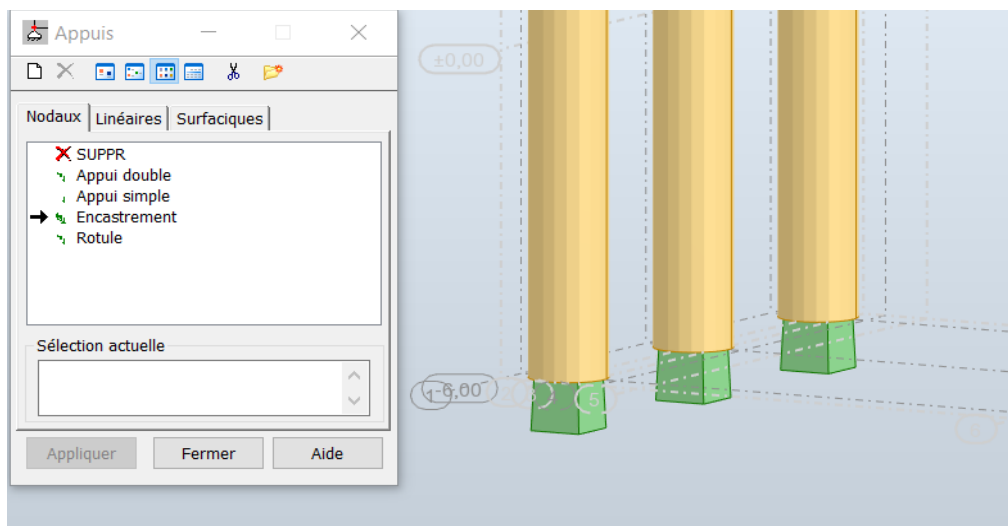 Appuis
Nodaux
Linéaires
Surfaciques
SUPPR
Appui double
Appui simple
Encastrement
Rotule
Sélection actuelle
Appliquer
Fermer
Aide
±0,00
1
-6,00
5